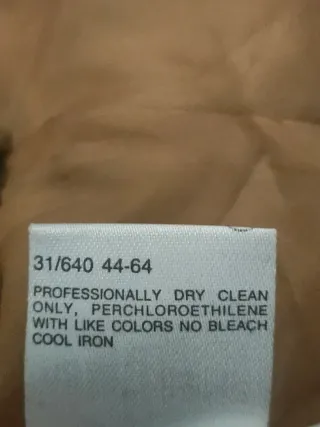 31/640 44-64
PROFESSIONALLY DRY CLEAN
ONLY, PERCHLOROETHILENE
WITH LIKE COLORS NO BLEACH
COOL IRON